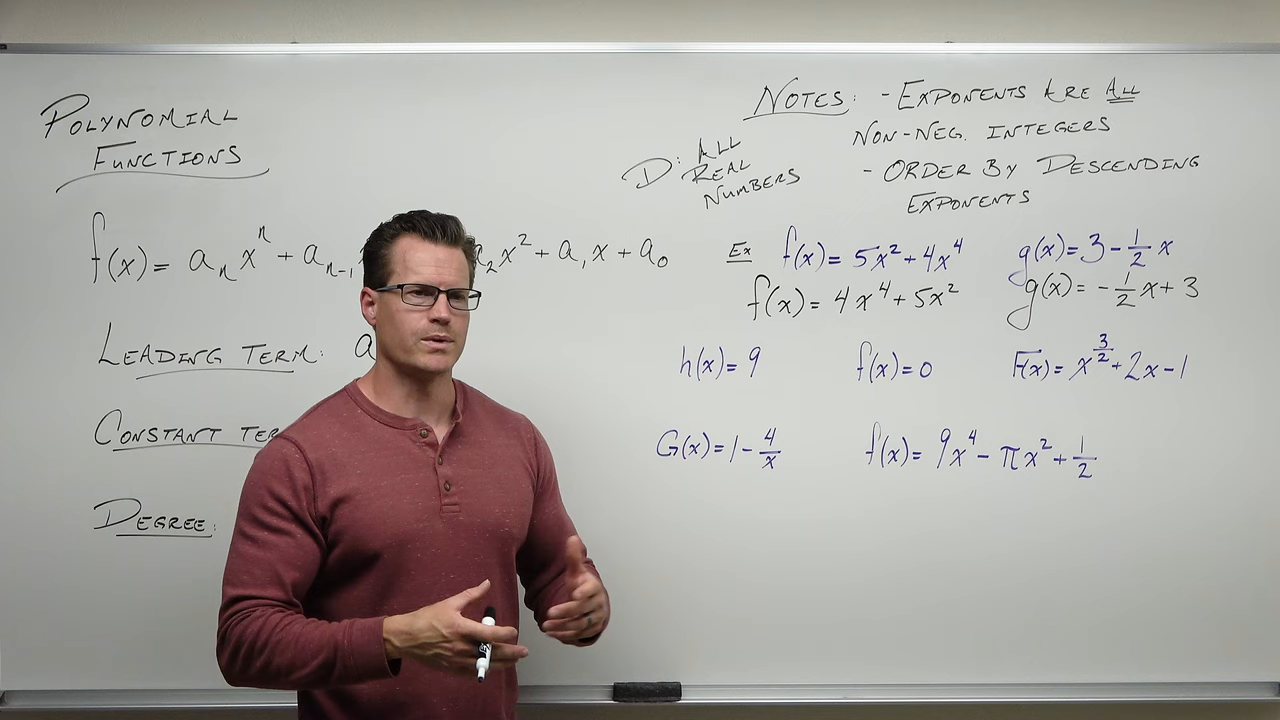 POLYNOMIAL
FUNCTIONS
f(x) = aₙxⁿ + aₙ₋₁ a₂x² + a₁x + a₀
LEADING TERM: a
CONSTANT TER
DEGREE:
D: ALL
REAL
NUMBERS
NOTES: - EXPONENTS ARE ALL
NON-NEG. INTEGERS
- ORDER BY DESCENDING
EXPONENTS
Ex f(x) = 5x² + 4x⁴ g(x) = 3 - 1/2 x
f(x) = 4x⁴ + 5x² g(x) = - 1/2 x + 3
h(x) = 9 f(x) = 0 F(x) = x^(3/2) + 2x - 1
G(x) = 1 - 4/x f(x) = 9x⁴ - πx² + 1/2